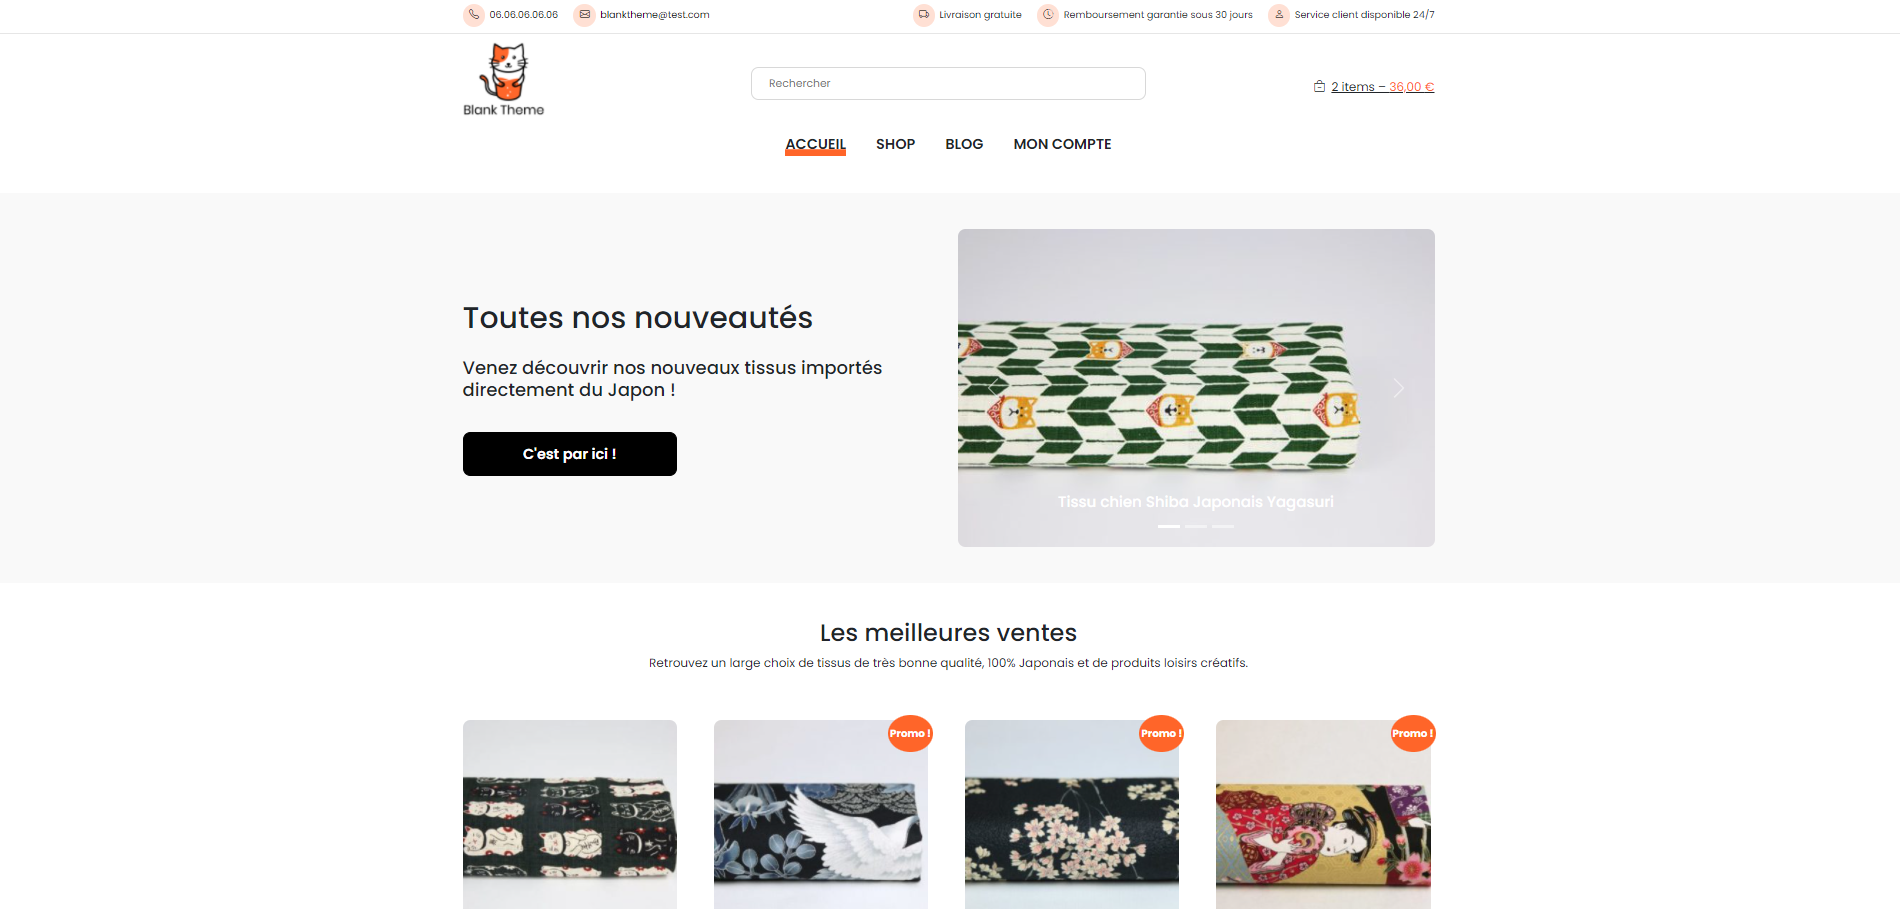 06.06.06.06.06 blanktheme@test.com Livraison gratuite Remboursement garantie sous 30 jours Service client disponible 24/7
Blank Theme
Rechercher
2 items – 36,00 €
ACCUEIL SHOP BLOG MON COMPTE
Toutes nos nouveautés
Venez découvrir nos nouveaux tissus importés
directement du Japon !
C'est par ici !
Tissu chien Shiba Japonais Yagasuri
Les meilleures ventes
Retrouvez un large choix de tissus de très bonne qualité, 100% Japonais et de produits loisirs créatifs.
Promo ! Promo ! Promo !